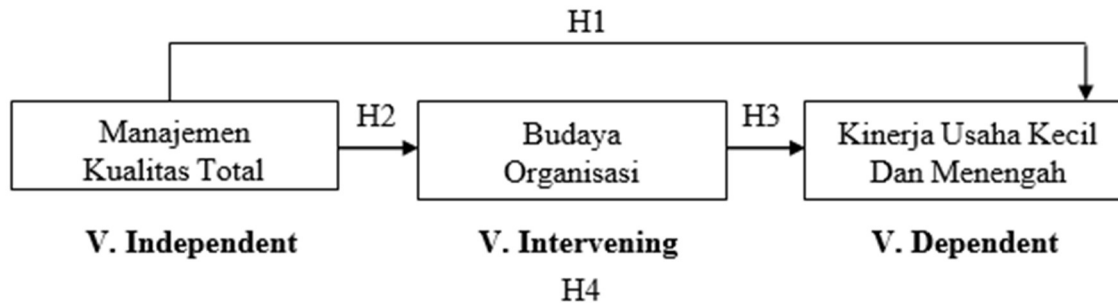 H1
Manajemen
Kualitas Total
H2
Budaya
Organisasi
H3
Kinerja Usaha Kecil
Dan Menengah
V. Independent
V. Intervening
V. Dependent
H4